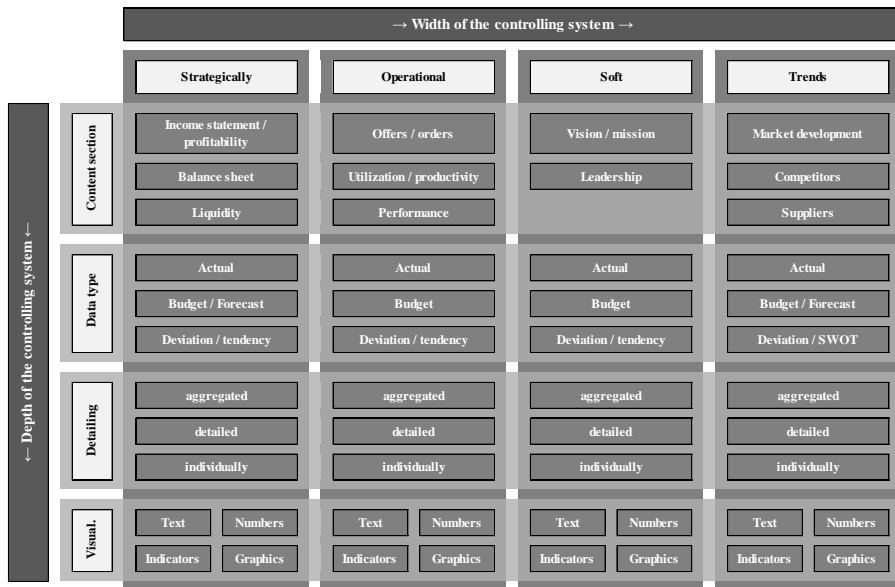 → Width of the controlling system →
Strategically
Operational
Soft
Trends
← Depth of the controlling system ←
Content section
Income statement /
profitability
Offers / orders
Vision / mission
Market development
Balance sheet
Utilization / productivity
Leadership
Competitors
Liquidity
Performance
Suppliers
Data type
Actual
Actual
Actual
Actual
Budget / Forecast
Budget
Budget
Budget / Forecast
Deviation / tendency
Deviation / tendency
Deviation / tendency
Deviation / SWOT
Detailing
aggregated
aggregated
aggregated
aggregated
detailed
detailed
detailed
detailed
individually
individually
individually
individually
Visual.
Text
Numbers
Text
Numbers
Text
Numbers
Text
Numbers
Indicators
Graphics
Indicators
Graphics
Indicators
Graphics
Indicators
Graphics